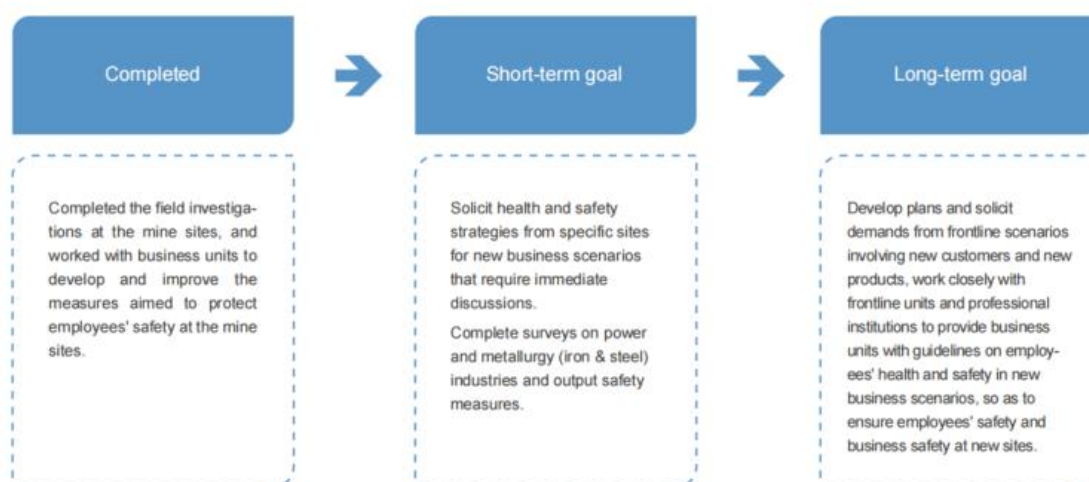 Completed
Short-term goal
Long-term goal
Completed the field investiga-
tions at the mine sites, and
worked with business units to
develop and improve the
measures aimed to protect
employees' safety at the mine
sites.
Solicit health and safety
strategies from specific sites
for new business scenarios
that require immediate
discussions.
Complete surveys on power
and metallurgy (iron & steel)
industries and output safety
measures.
Develop plans and solicit
demands from frontline scenarios
involving new customers and new
products, work closely with
frontline units and professional
institutions to provide business
units with guidelines on employ-
ees' health and safety in new
business scenarios, so as to
ensure employees' safety and
business safety at new sites.